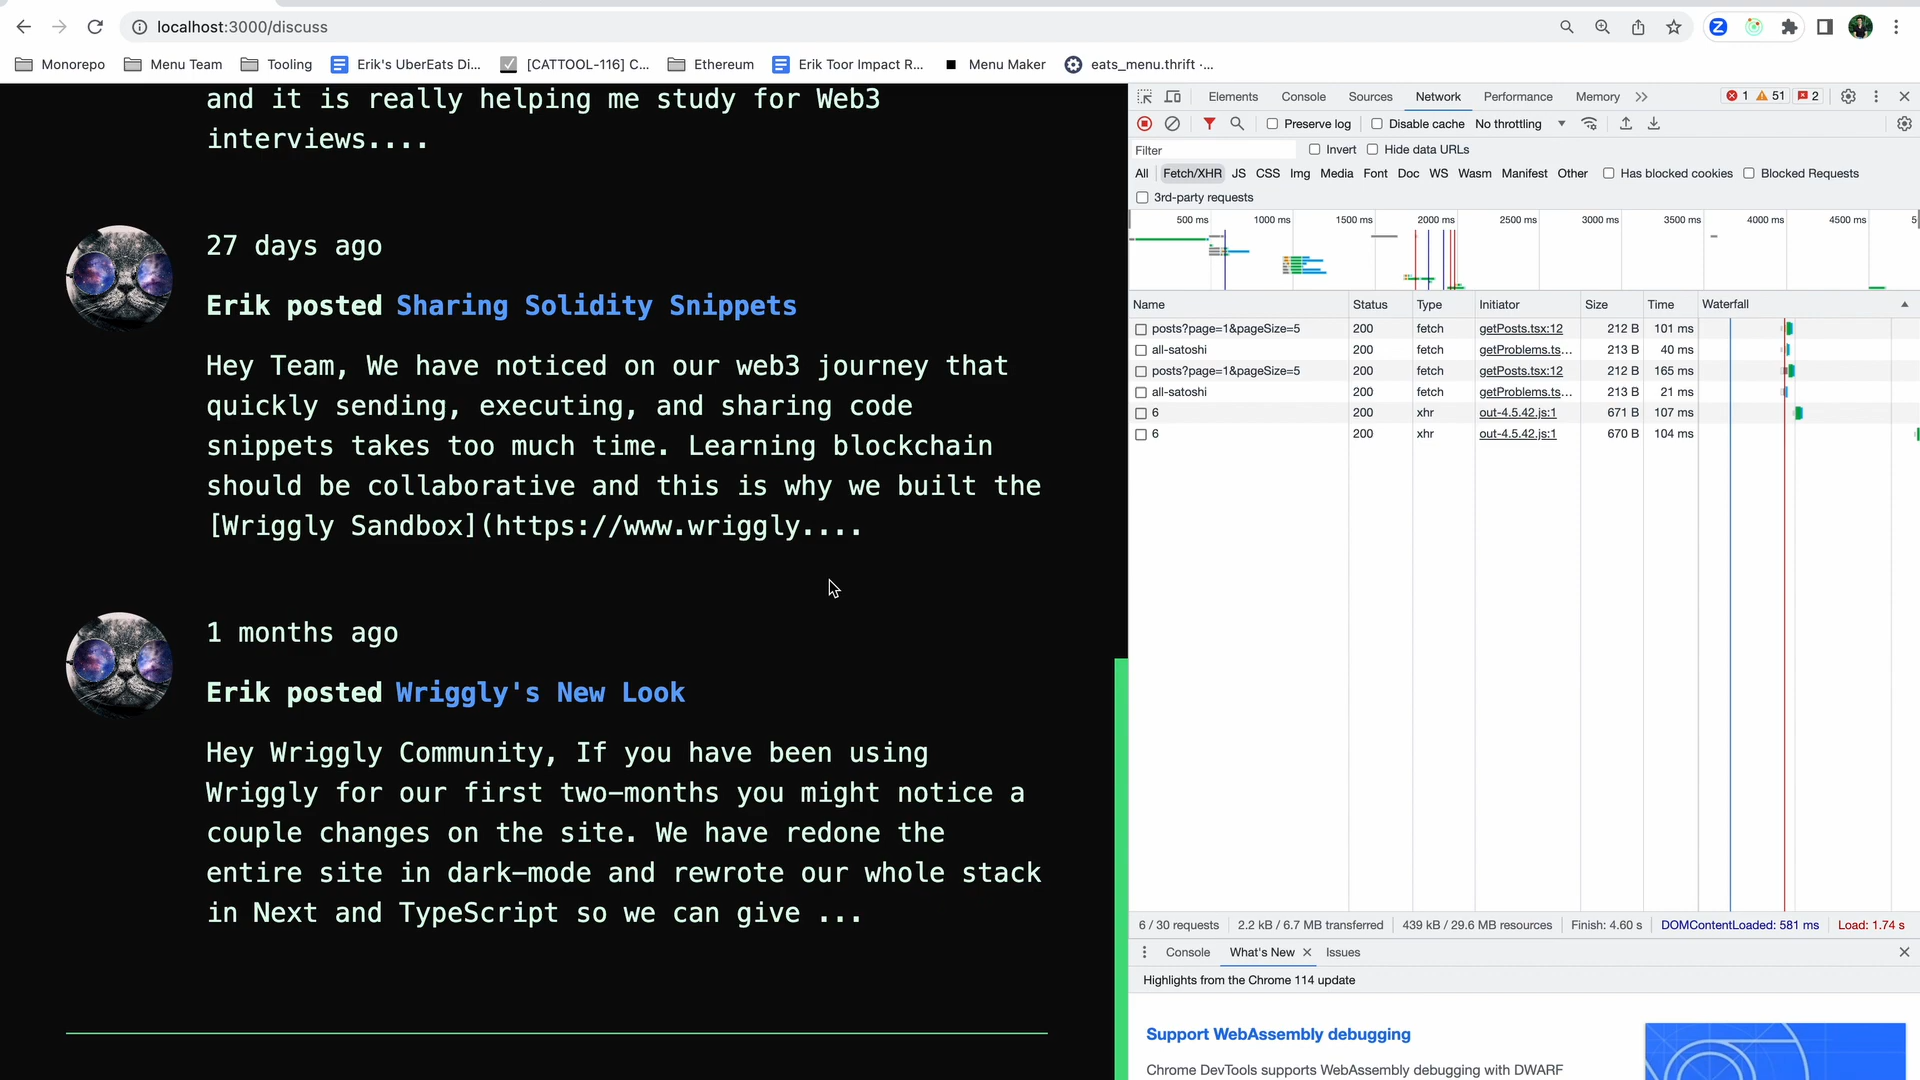 localhost:3000/discuss
Monorepo
Menu Team
Tooling
Erik's UberEats Di...
[CATTOOL-116] C...
Ethereum
Erik Toor Impact R...
Menu Maker
eats_menu.thrift ·...
and it is really helping me study for Web3
interviews....
27 days ago
Erik posted Sharing Solidity Snippets
Hey Team, We have noticed on our web3 journey that
quickly sending, executing, and sharing code
snippets takes too much time. Learning blockchain
should be collaborative and this is why we built the
[Wriggly Sandbox](https://www.wriggly....
1 months ago
Erik posted Wriggly's New Look
Hey Wriggly Community, If you have been using
Wriggly for our first two-months you might notice a
couple changes on the site. We have redone the
entire site in dark-mode and rewrote our whole stack
in Next and TypeScript so we can give ...
Elements Console Sources Network Performance Memory 1 51 2
Preserve log Disable cache No throttling
Filter Invert Hide data URLs
All Fetch/XHR JS CSS Img Media Font Doc WS Wasm Manifest Other Has blocked cookies Blocked Requests
3rd-party requests
500 ms 1000 ms 1500 ms 2000 ms 2500 ms 3000 ms 3500 ms 4000 ms 4500 ms 5
Name Status Type Initiator Size Time Waterfall
posts?page=1&pageSize=5 200 fetch getPosts.tsx:12 212 B 101 ms
all-satoshi 200 fetch getProblems.ts... 213 B 40 ms
posts?page=1&pageSize=5 200 fetch getPosts.tsx:12 212 B 165 ms
all-satoshi 200 fetch getProblems.ts... 213 B 21 ms
6 200 xhr out-4.5.42.js:1 671 B 107 ms
6 200 xhr out-4.5.42.js:1 670 B 104 ms
6 / 30 requests 2.2 kB / 6.7 MB transferred 439 kB / 29.6 MB resources Finish: 4.60 s DOMContentLoaded: 581 ms Load: 1.74 s
Console What's New Issues
Highlights from the Chrome 114 update
Support WebAssembly debugging
Chrome DevTools supports WebAssembly debugging with DWARF